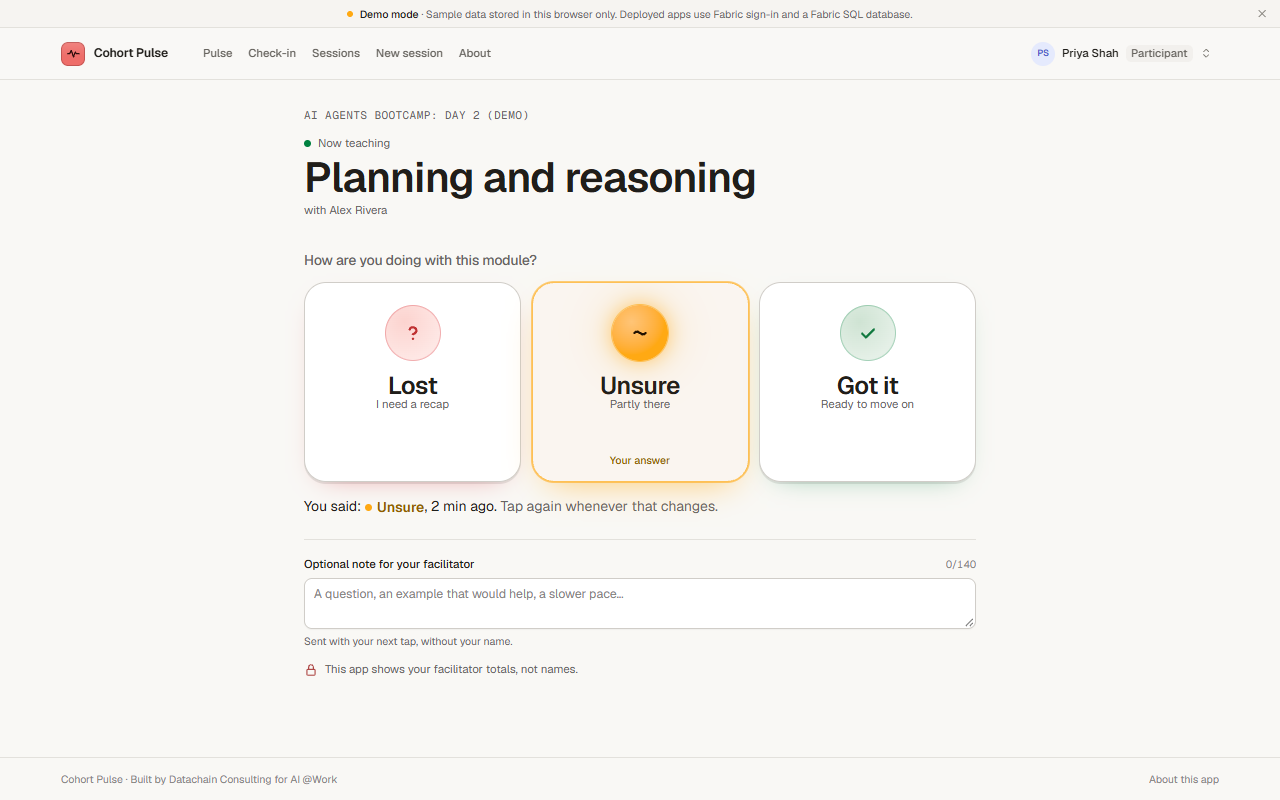 Demo mode · Sample data stored in this browser only. Deployed apps use Fabric sign-in and a Fabric SQL database.
Cohort Pulse
Pulse
Check-in
Sessions
New session
About
PS
Priya Shah
Participant
AI AGENTS BOOTCAMP: DAY 2 (DEMO)
Now teaching
Planning and reasoning
with Alex Rivera
How are you doing with this module?
?
Lost
I need a recap
~
Unsure
Partly there
Your answer
Got it
Ready to move on
You said: Unsure, 2 min ago. Tap again whenever that changes.
Optional note for your facilitator
0/140
A question, an example that would help, a slower pace…
Sent with your next tap, without your name.
This app shows your facilitator totals, not names.
Cohort Pulse · Built by Datachain Consulting for AI @Work
About this app